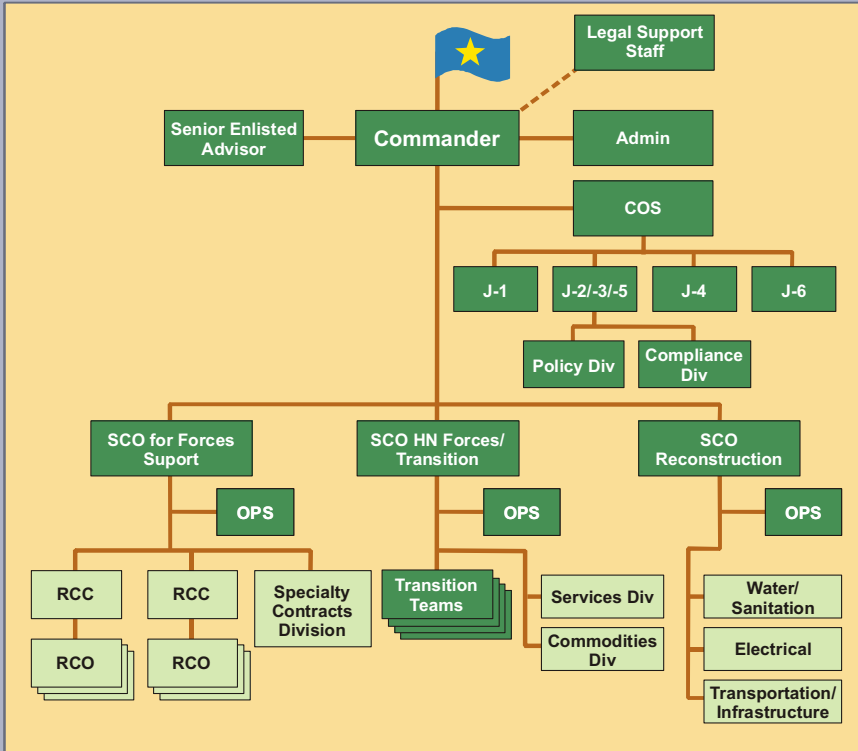 Legal Support
Staff
Senior Enlisted
Advisor
Commander
Admin
COS
J-1
J-2/-3/-5
J-4
J-6
Policy Div
Compliance
Div
SCO for Forces
Suport
SCO HN Forces/
Transition
SCO
Reconstruction
OPS
OPS
OPS
RCC
RCC
Specialty
Contracts
Division
Transition
Teams
Services Div
Water/
Sanitation
RCO
RCO
Commodities
Div
Electrical
Transportation/
Infrastructure